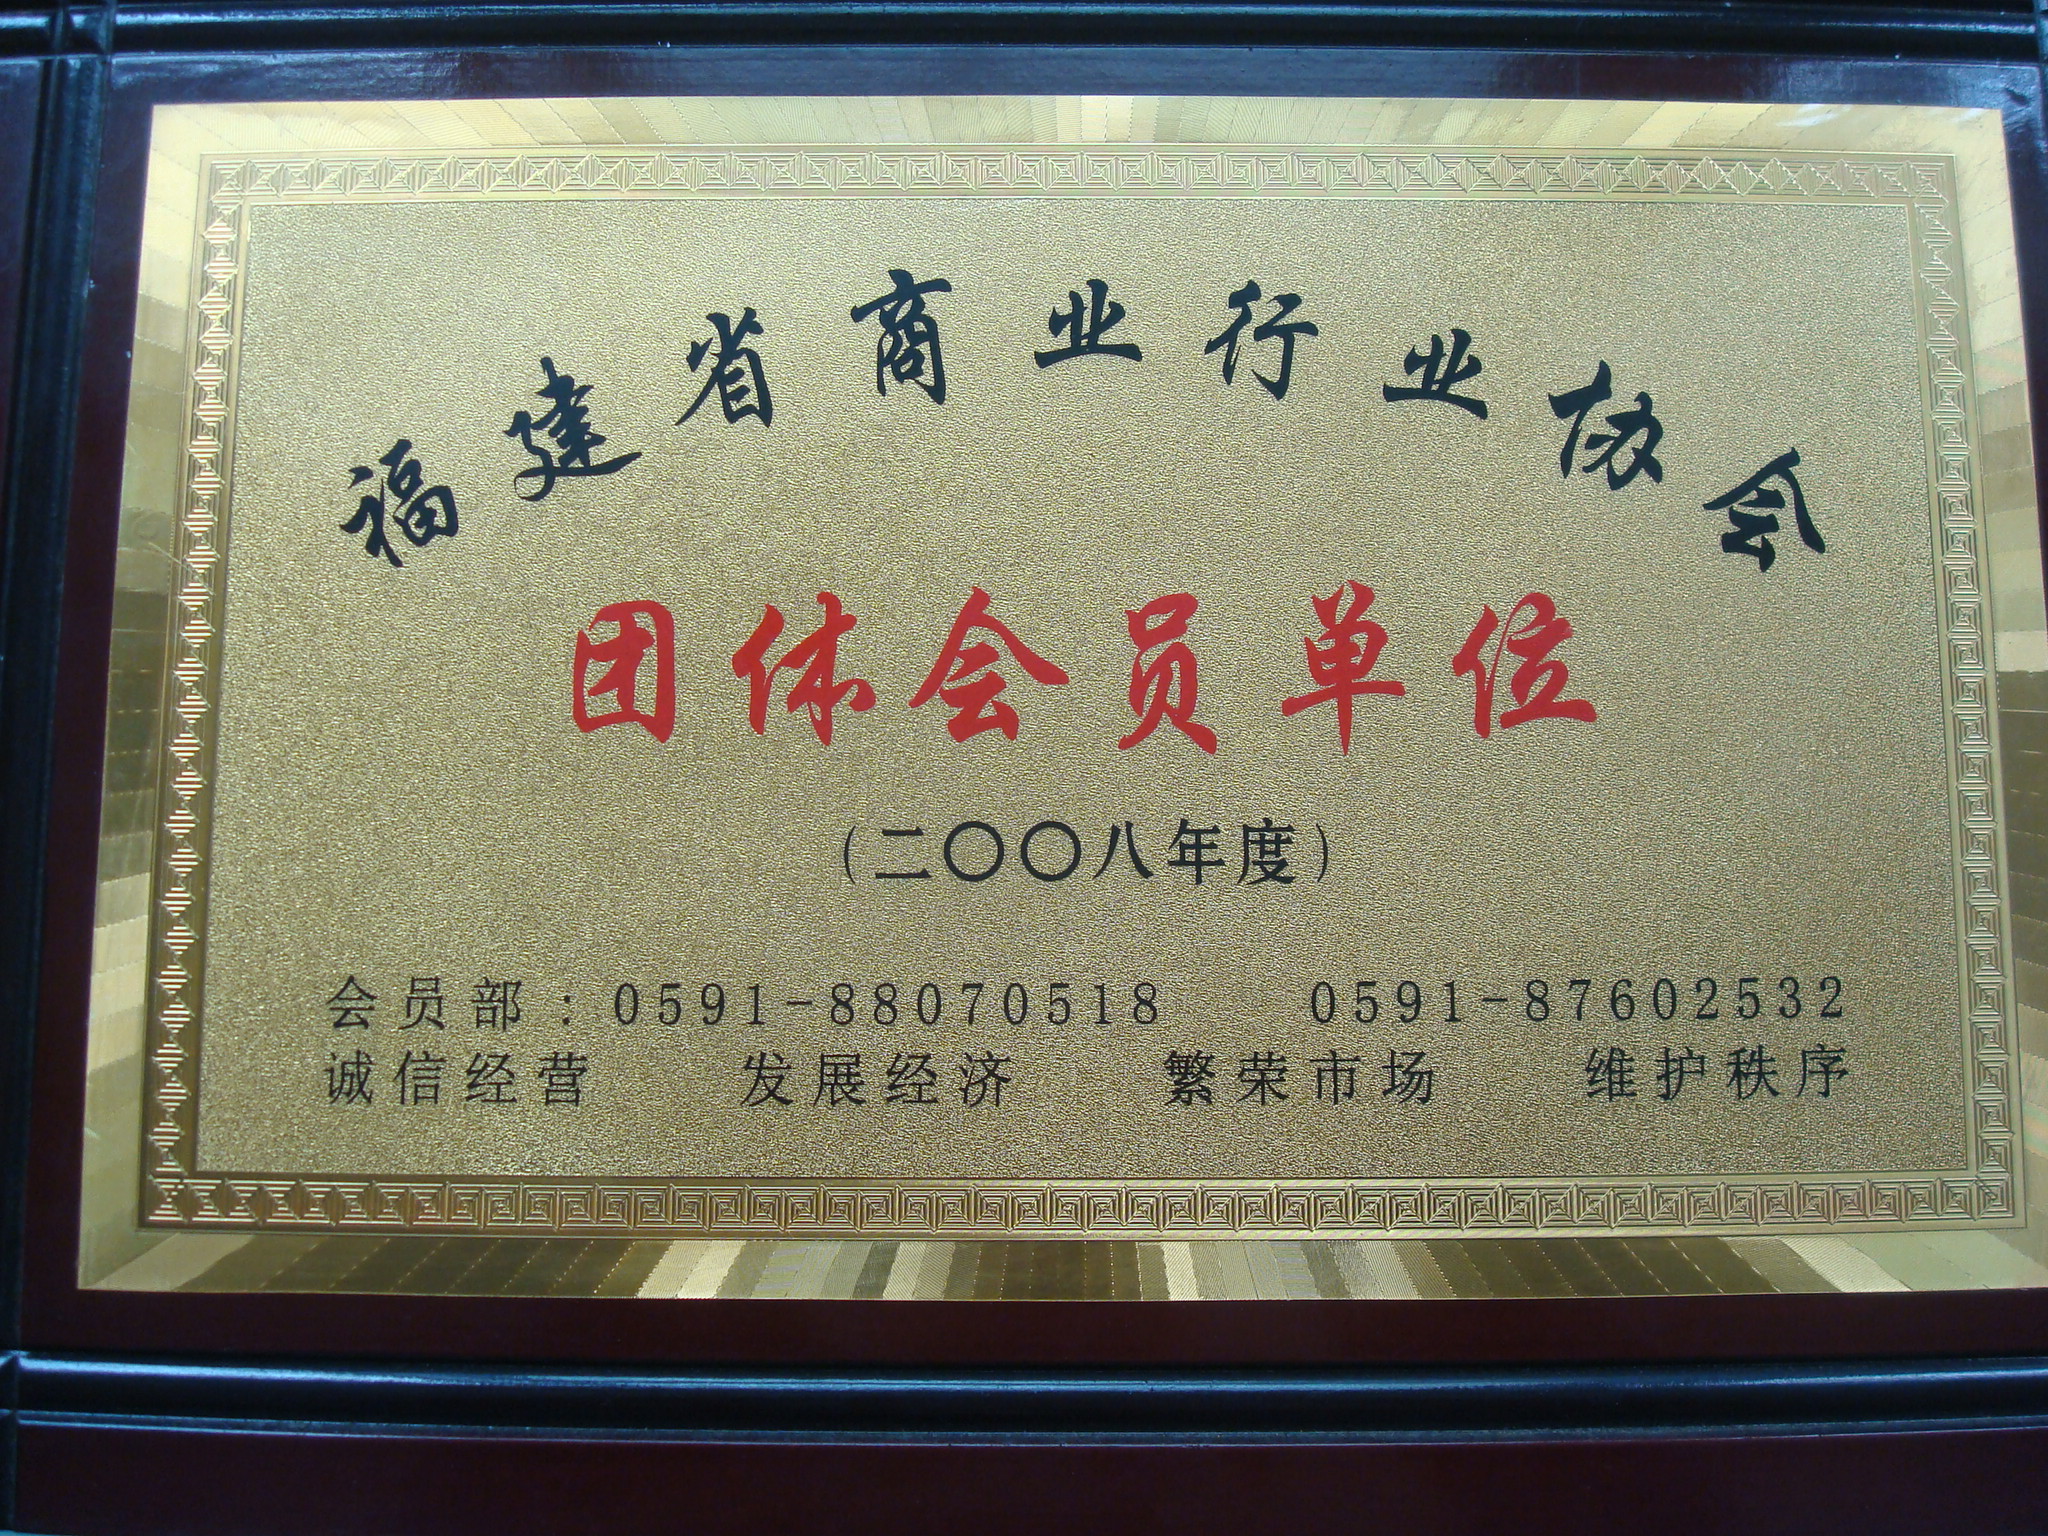 福建省商业行业协会
团体会员单位
（二〇〇八年度）
会员部：0591-88070518 0591-87602532
诚信经营 发展经济 繁荣市场 维护秩序